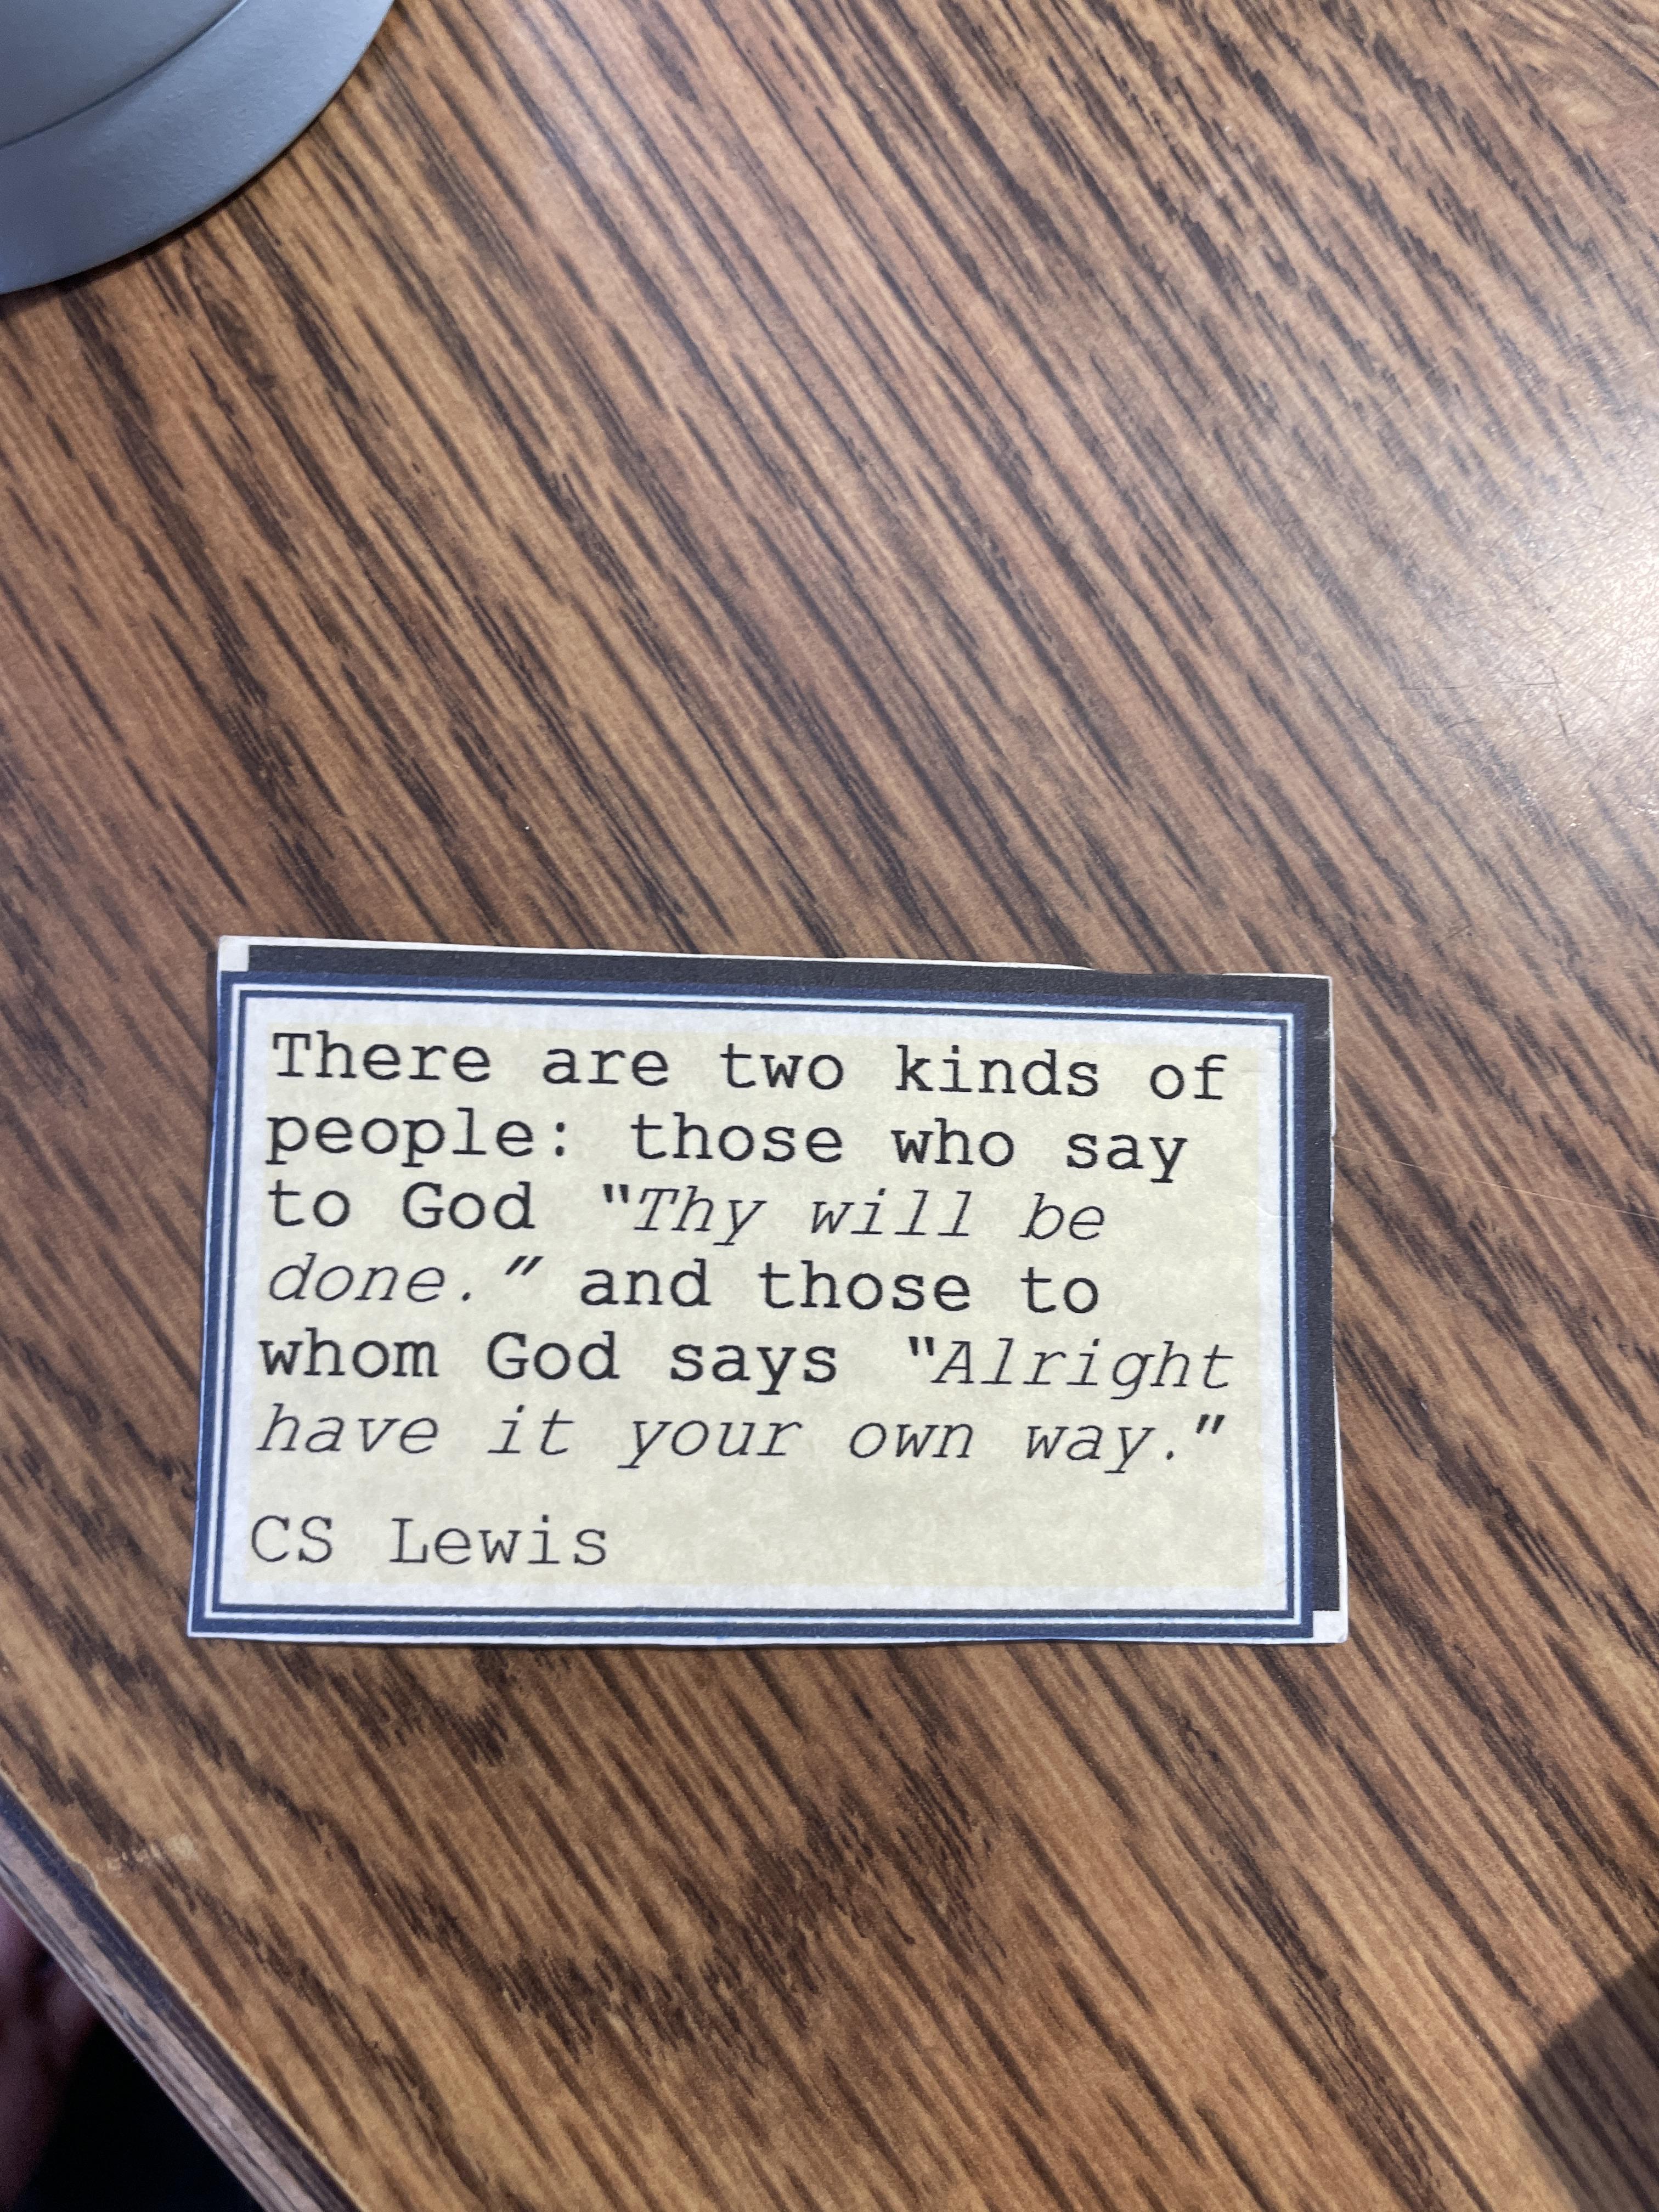 There are two kinds of
people: those who say
to God "Thy will be
done." and those to
whom God says "Alright
have it your own way."
CS Lewis